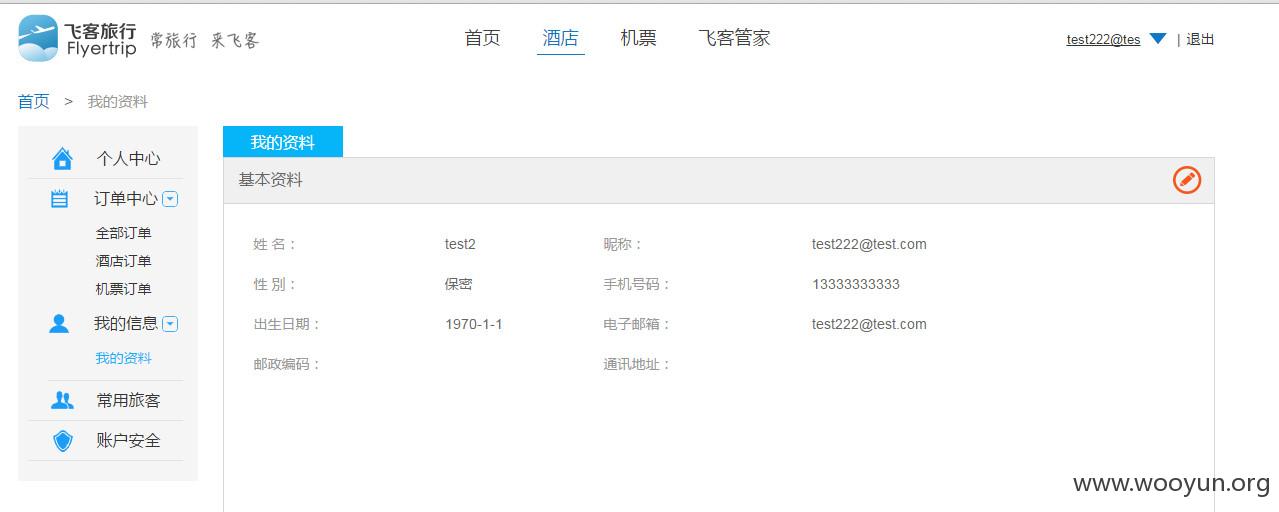 飞客旅行
Flyertrip
常旅行 来飞客
首页 酒店 机票 飞客管家
test222@tes | 退出
首页 > 我的资料
个人中心
订单中心
全部订单
酒店订单
机票订单
我的信息
我的资料
常用旅客
账户安全
我的资料
基本资料
姓 名： test2 昵称： test222@test.com
性 別： 保密 手机号码： 13333333333
出生日期： 1970-1-1 电子邮箱： test222@test.com
邮政编码： 通讯地址：
www.wooyun.org